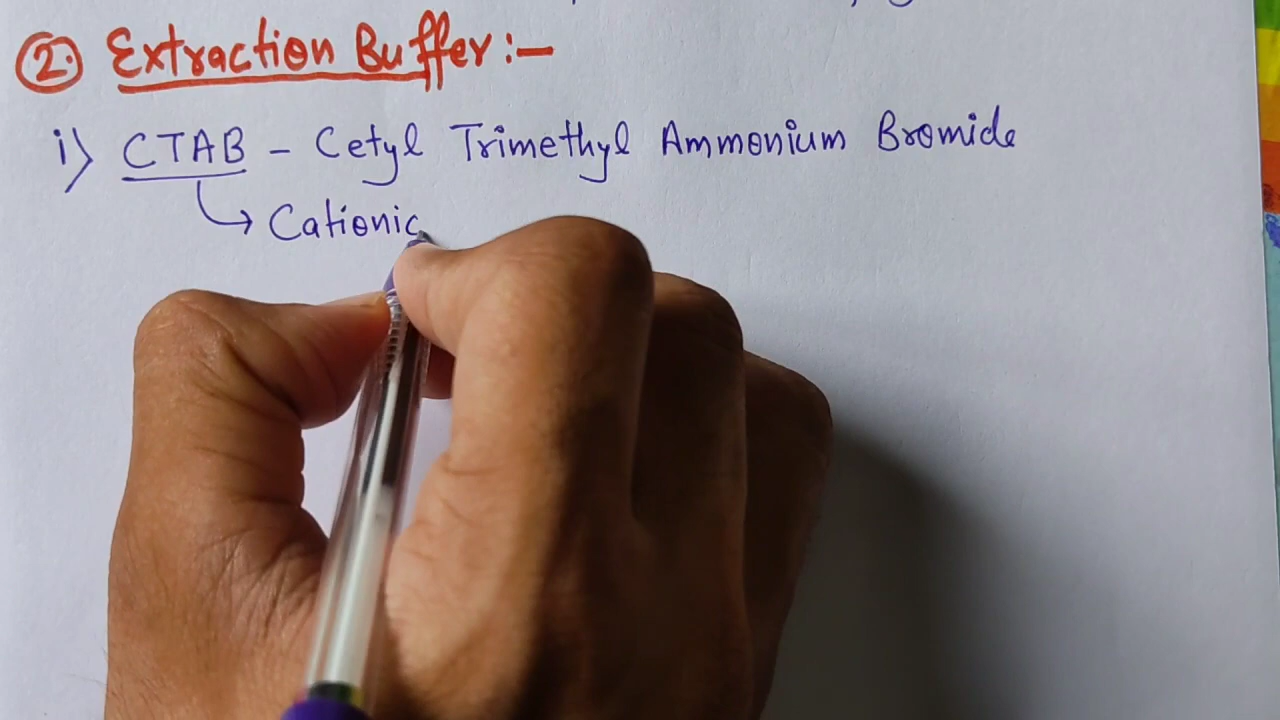 2. Extraction Buffer :-
i) CTAB - Cetyl Trimethyl Ammonium Bromide
↳ Cationic